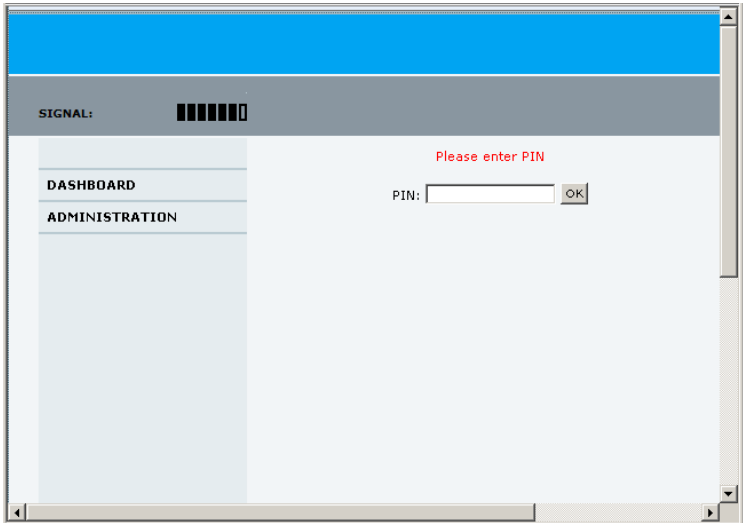 SIGNAL:
Please enter PIN
DASHBOARD
PIN: OK
ADMINISTRATION